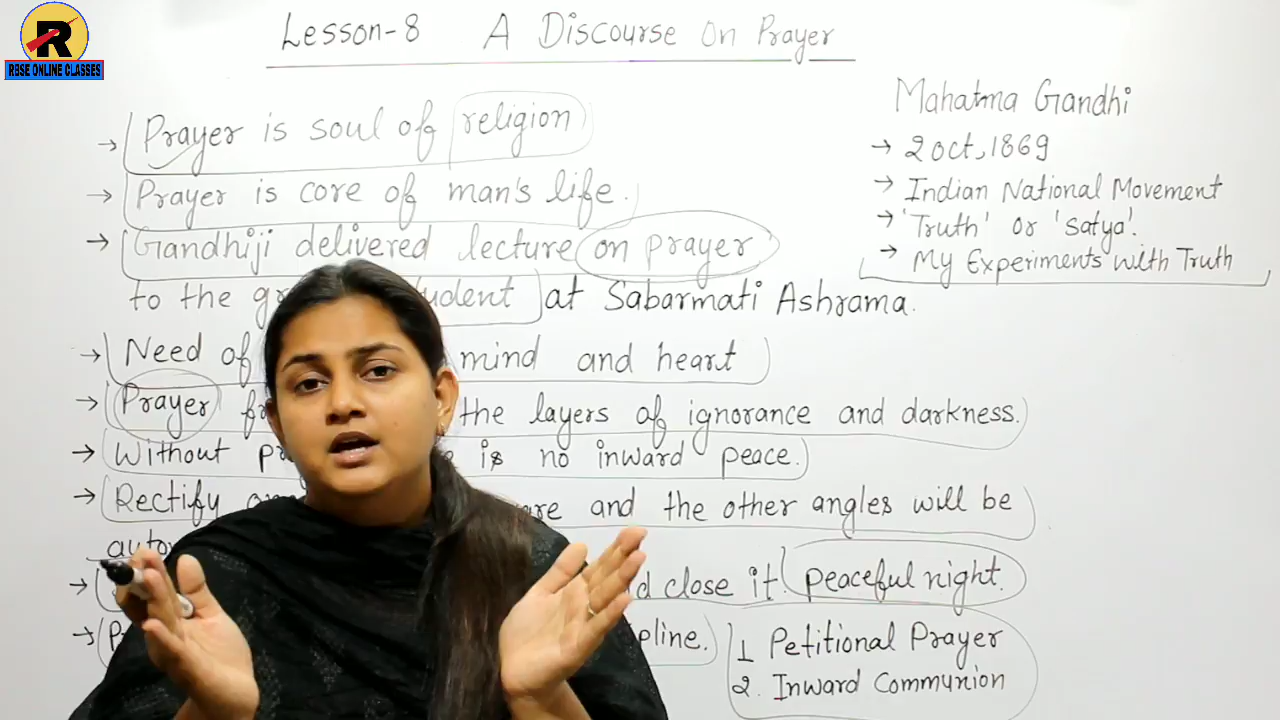 R
RBSE ONLINE CLASSES
Lesson-8 A Discourse On Prayer
→ Prayer is soul of religion
→ Prayer is core of man's life.
→ Gandhiji delivered lecture on prayer
to the student at Sabarmati Ashrama.
→ Need of mind and heart
→ Prayer the layers of ignorance and darkness.
→ Without is no inward peace.
→ Rectify and the other angles will be
→ close it. peaceful night.
→
1 Petitional Prayer
2. Inward Communion
Mahatma Gandhi
→ 2 oct, 1869
→ Indian National Movement
→ 'Truth' or 'Satya'.
→ My Experiments with Truth